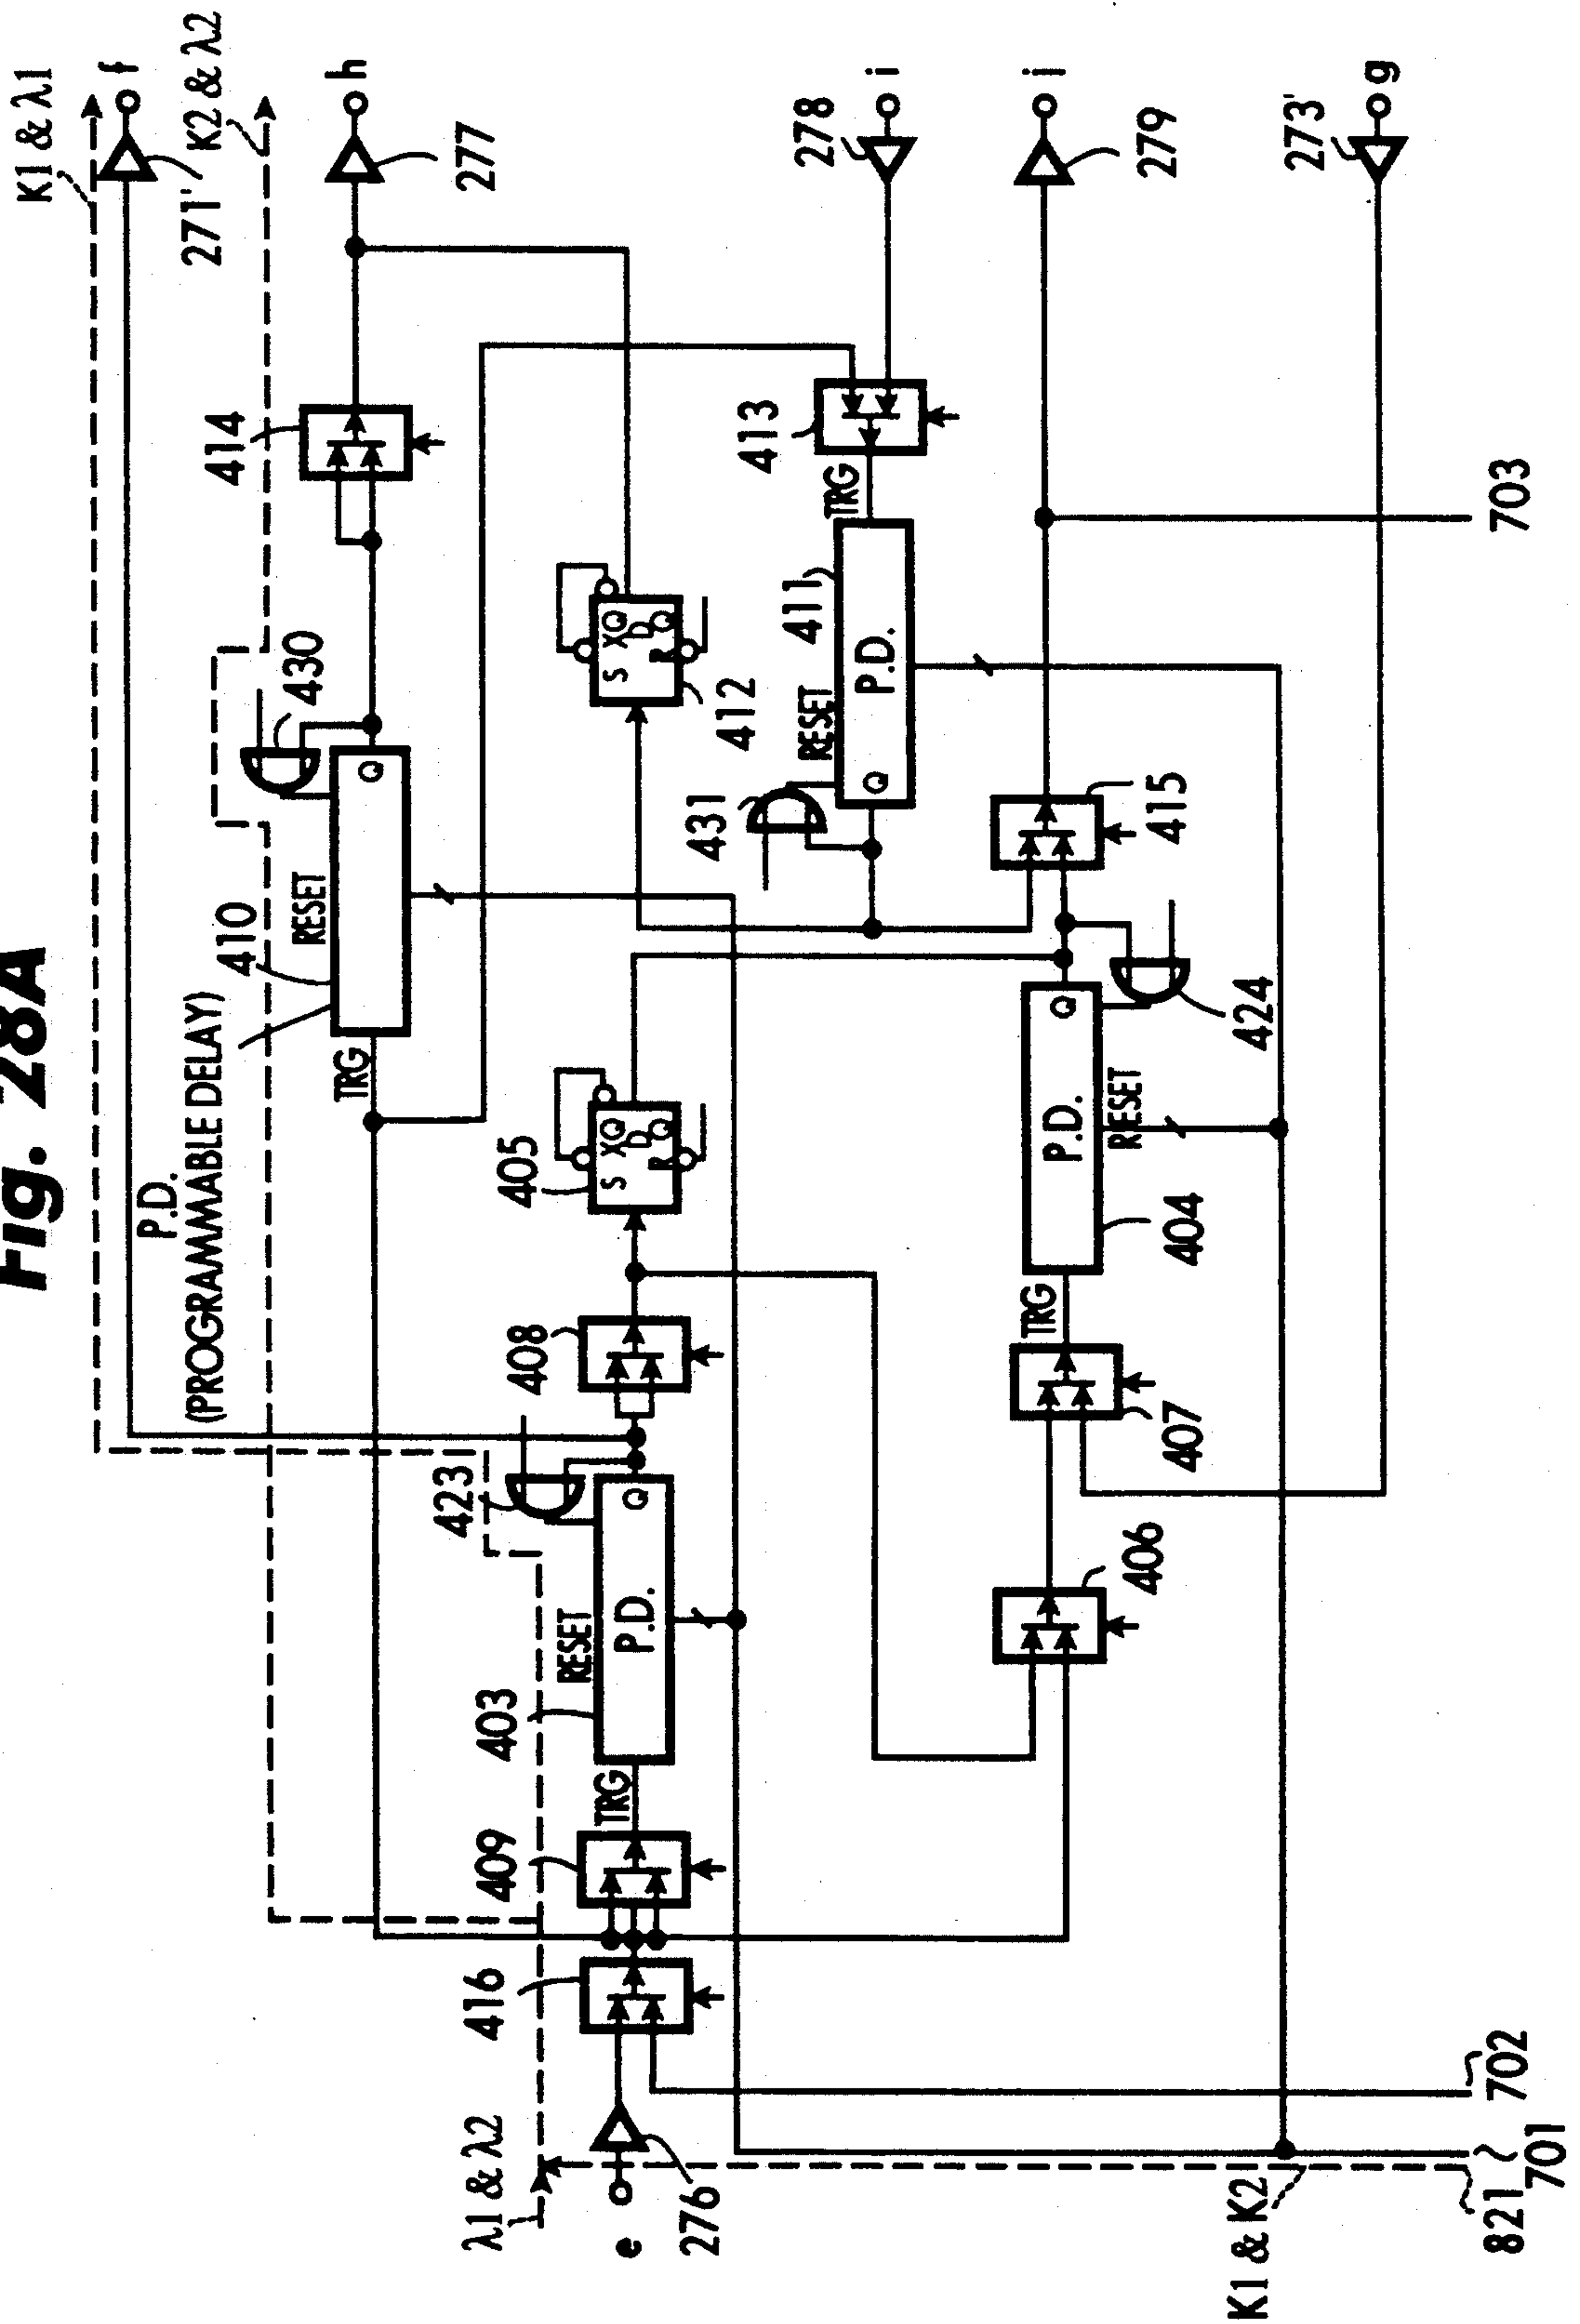 Fig. 28A
K1 & λ1
f
271'
K2 & λ2
h
277
414
430
P.D.
(PROGRAMMABLE DELAY)
410
RESET
Q
TRG
278
i
413
TRG
411
P.D.
RESET
Q
431
S
XQ
D
R
Q
412
405
S
XQ
D
R
Q
408
423
403
RESET
P.D.
Q
TRG
409
416
λ1 & λ2
e
276
279
415
424
Q
P.D.
RESET
404
TRG
407
406
273'
g
703
702
701
821
K1 & K2